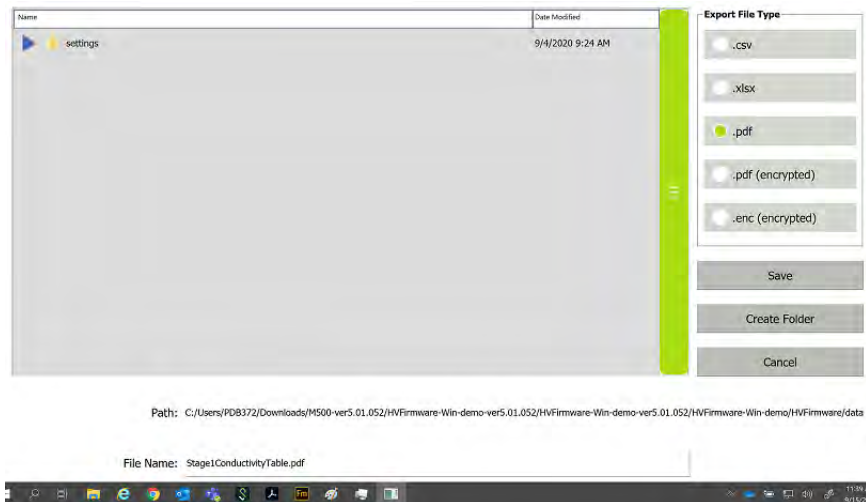 Name Date Modified Export File Type
settings 9/4/2020 9:24 AM
.csv
.xlsx
.pdf
.pdf (encrypted)
.enc (encrypted)
Save
Create Folder
Cancel
Path: C:/Users/PDB372/Downloads/M500-ver5.01.052/HVFirmware-Win-demo-ver5.01.052/HVFirmware-Win-demo-ver5.01.052/HVFirmware-Win-demo/HVFirmware/data
File Name: Stage1ConductivityTable.pdf
Fm